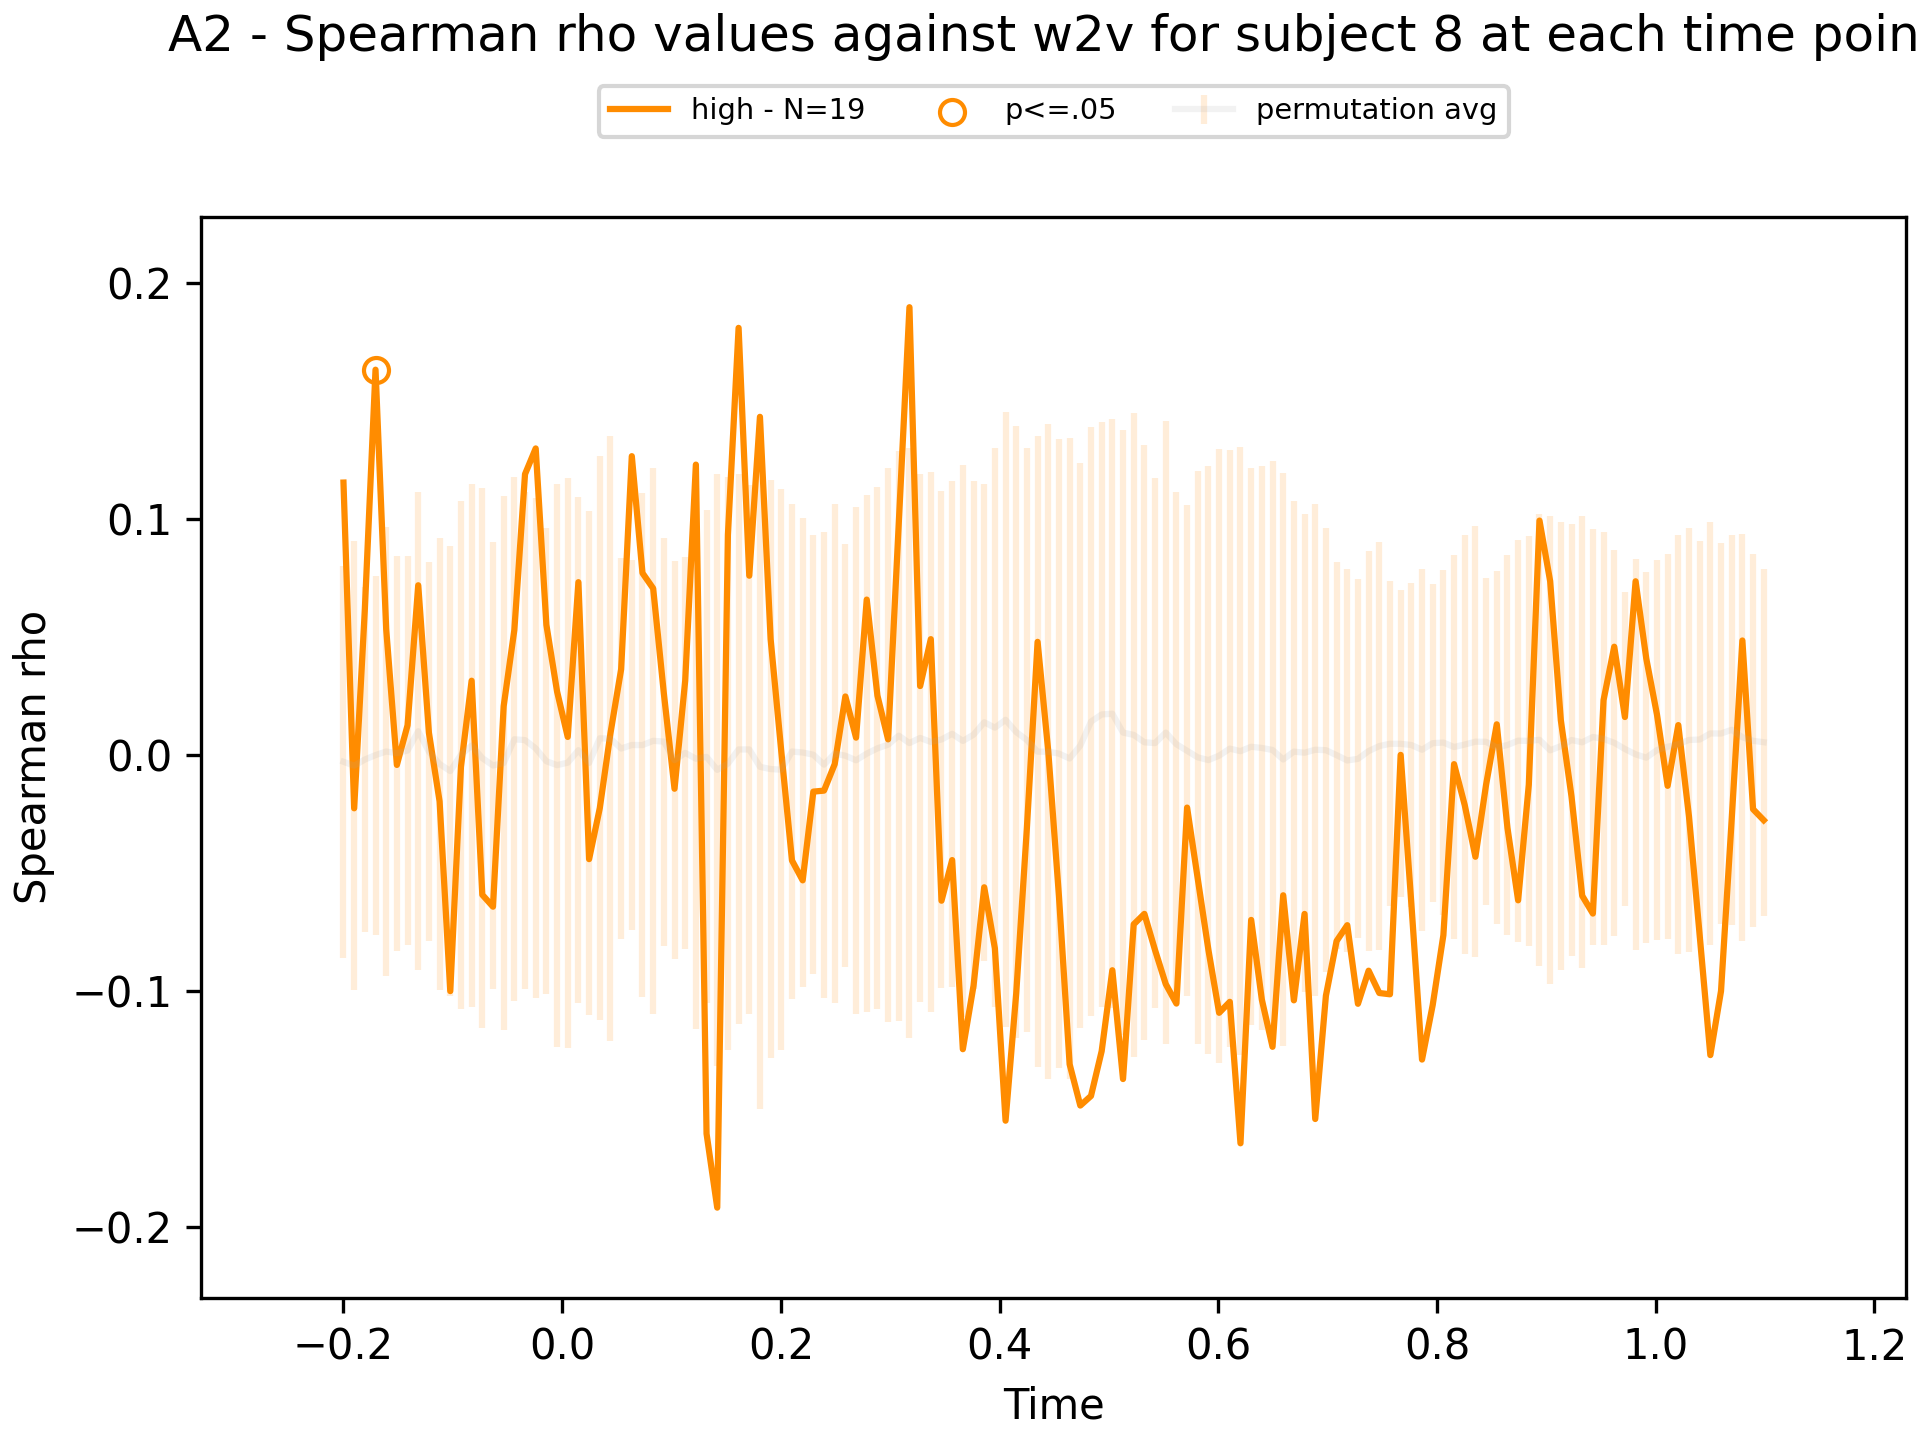 A2 - Spearman rho values against w2v for subject 8 at each time poin
high - N=19 p<=.05 permutation avg
0.2
0.1
0.0
−0.1
−0.2
Spearman rho
−0.2 0.0 0.2 0.4 0.6 0.8 1.0 1.2
Time